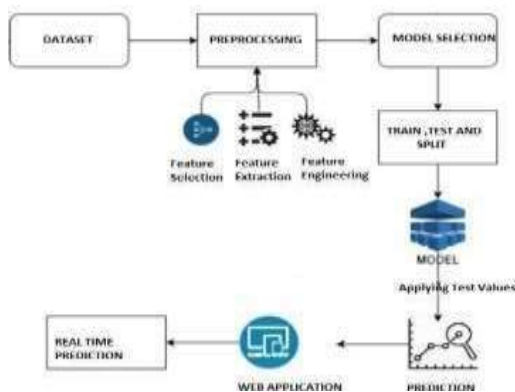 DATASET
PREPROCESSING
MODEL SELECTION
Feature
Selection
Feature
Extraction
Feature
Engineering
TRAIN ,TEST AND
SPLIT
MODEL
Applying Test Values
PREDICTION
WEB APPLICATION
REAL TIME
PREDICTION